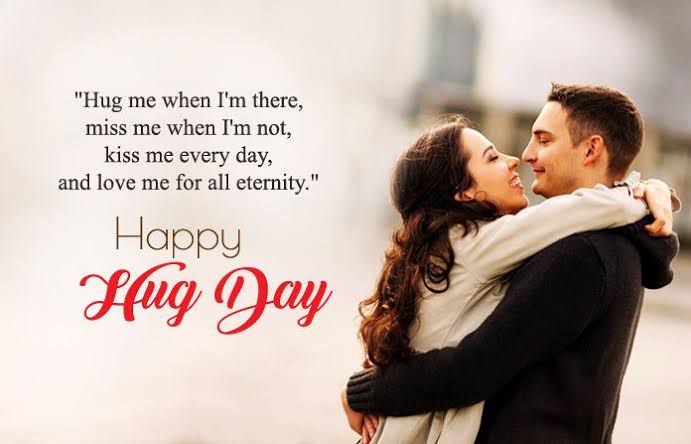 "Hug me when I'm there,
miss me when I'm not,
kiss me every day,
and love me for all eternity."
Happy
Hug Day